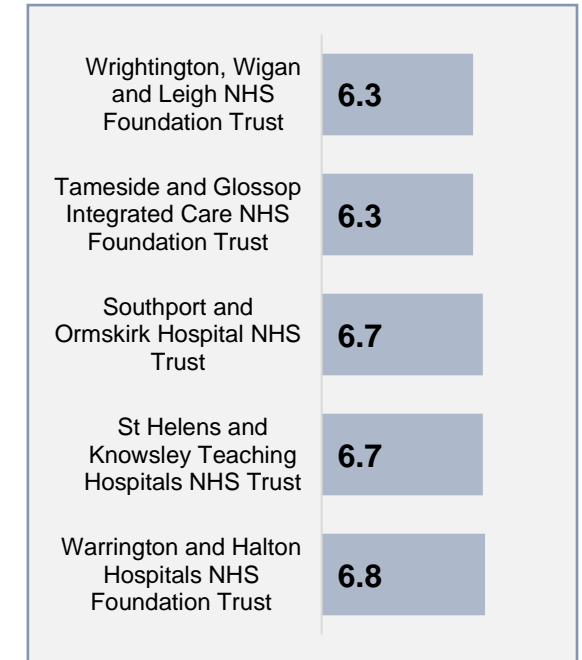 Wrightington, Wigan
and Leigh NHS
Foundation Trust
6.3
Tameside and Glossop
Integrated Care NHS
Foundation Trust
6.3
Southport and
Ormskirk Hospital NHS
Trust
6.7
St Helens and
Knowsley Teaching
Hospitals NHS Trust
6.7
Warrington and Halton
Hospitals NHS
Foundation Trust
6.8